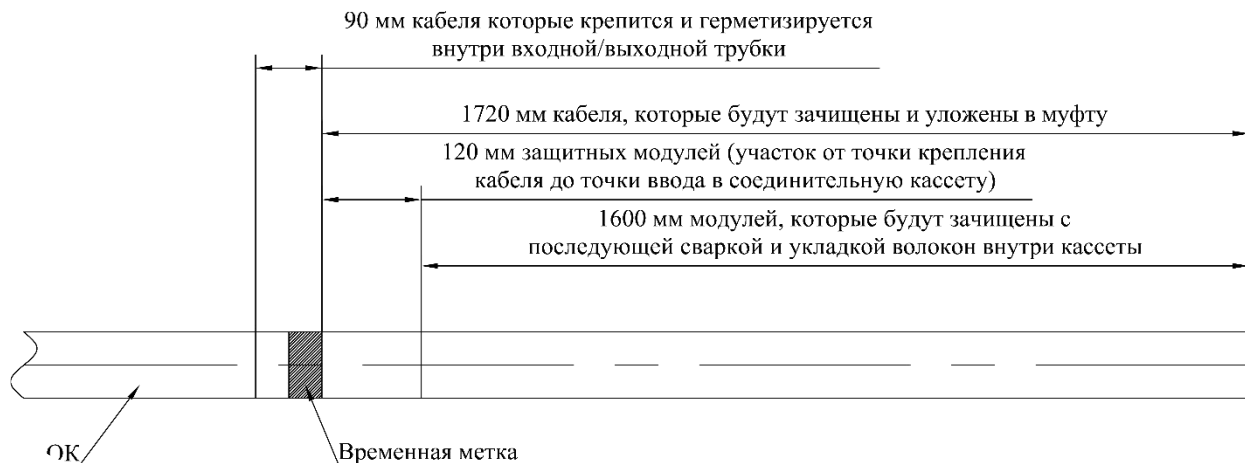 90 мм кабеля которые крепится и герметизируется
внутри входной/выходной трубки
1720 мм кабеля, которые будут зачищены и уложены в муфту
120 мм защитных модулей (участок от точки крепления
кабеля до точки ввода в соединительную кассету)
1600 мм модулей, которые будут зачищены с
последующей сваркой и укладкой волокон внутри кассеты
ОК
Временная метка